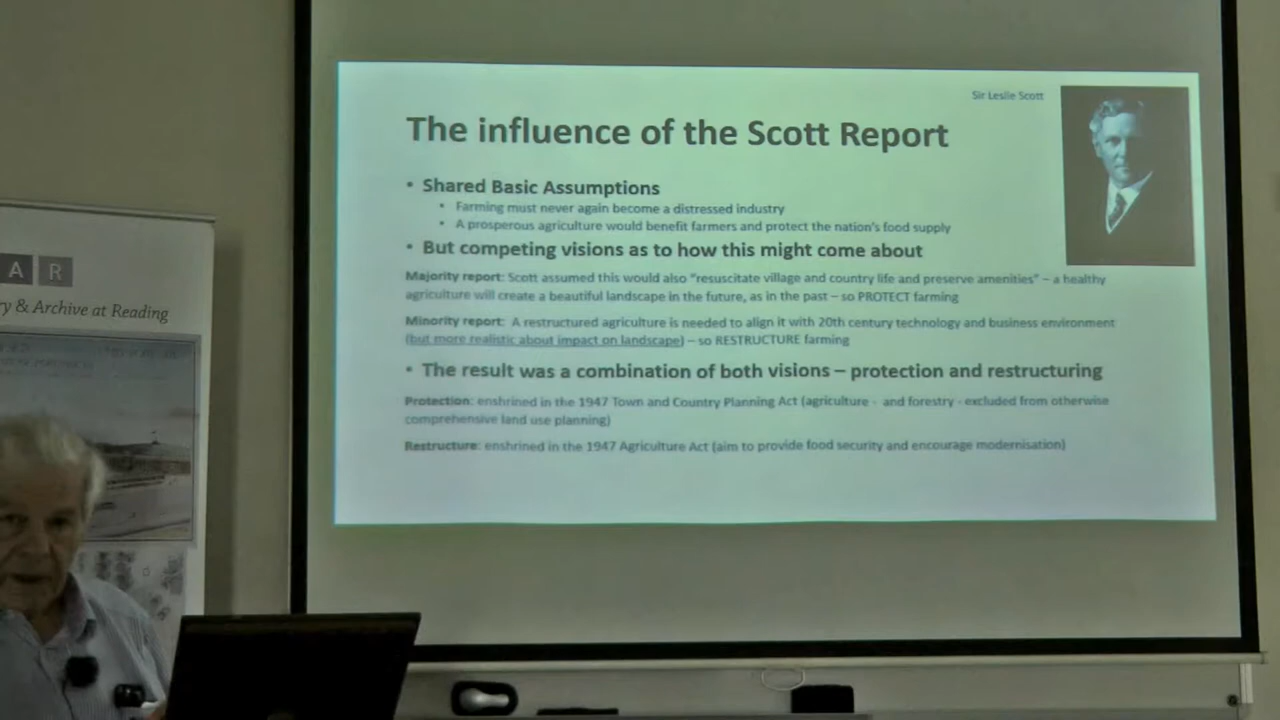 Sir Leslie Scott
The influence of the Scott Report
• Shared Basic Assumptions
• Farming must never again become a distressed industry
• A prosperous agriculture would benefit farmers and protect the nation's food supply
• But competing visions as to how this might come about
Majority report: Scott assumed this would also "resuscitate village and country life and preserve amenities" – a healthy
agriculture will create a beautiful landscape in the future, as in the past – so PROTECT farming
Minority report: A restructured agriculture is needed to align it with 20th century technology and business environment
(but more realistic about impact on landscape) – so RESTRUCTURE farming
• The result was a combination of both visions – protection and restructuring
Protection: enshrined in the 1947 Town and Country Planning Act (agriculture - and forestry - excluded from otherwise
comprehensive land use planning)
Restructure: enshrined in the 1947 Agriculture Act (aim to provide food security and encourage modernisation)
A R
ry & Archive at Reading